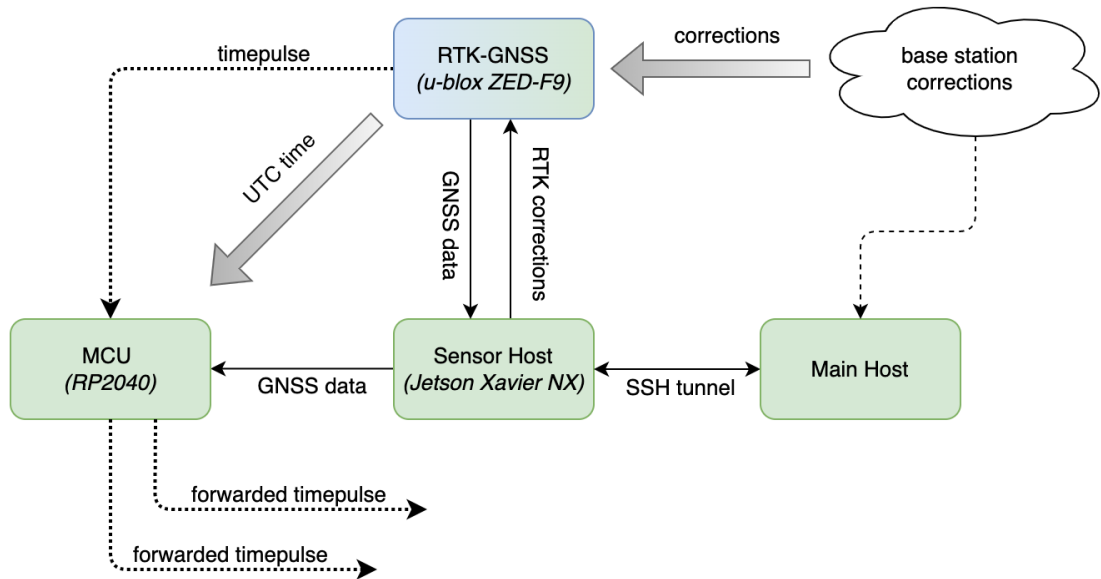 timepulse
RTK-GNSS
(u-blox ZED-F9)
corrections
base station
corrections
UTC time
GNSS data
RTK corrections
MCU
(RP2040)
GNSS data
Sensor Host
(Jetson Xavier NX)
SSH tunnel
Main Host
forwarded timepulse
forwarded timepulse